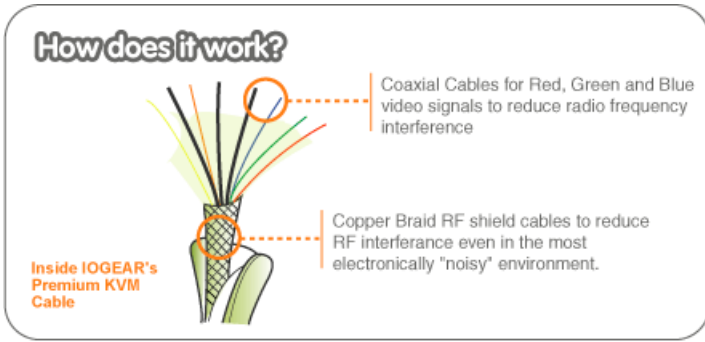 How does it work?
Coaxial Cables for Red, Green and Blue
video signals to reduce radio frequency
interference
Copper Braid RF shield cables to reduce
RF interferance even in the most
electronically "noisy" environment.
Inside IOGEAR's
Premium KVM
Cable